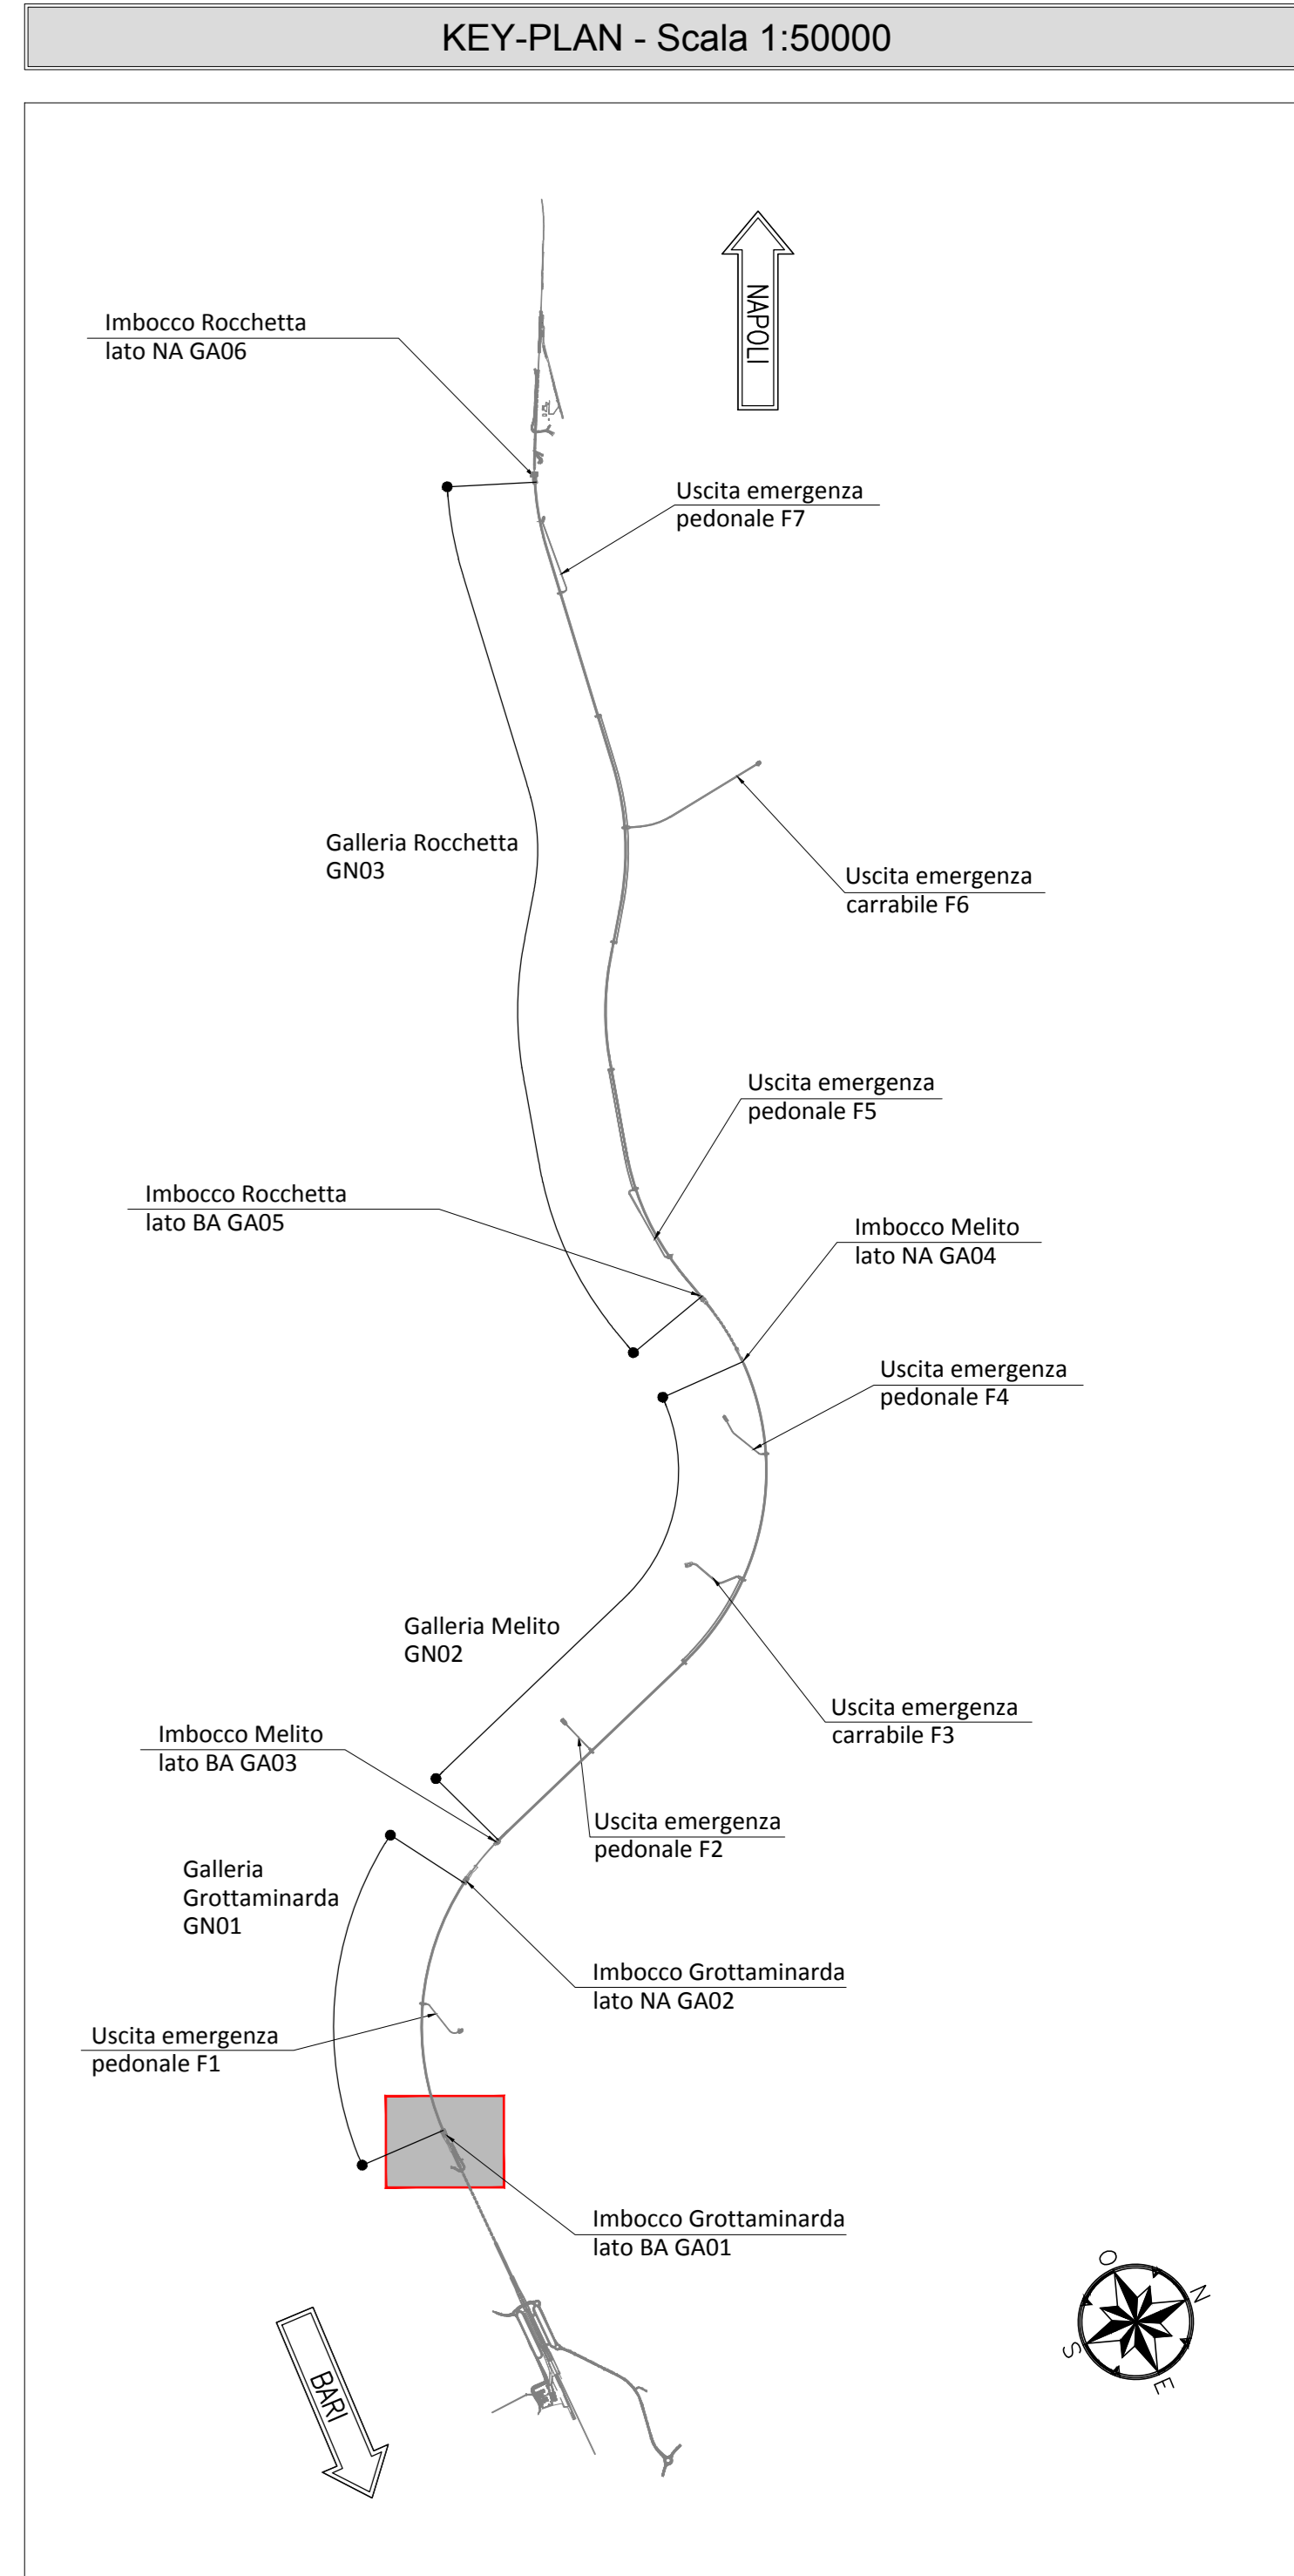 KEY-PLAN - Scala 1:50000
NAPOLI
Imbocco Rocchetta
lato NA GA06
Uscita emergenza
pedonale F7
Galleria Rocchetta
GN03
Uscita emergenza
carrabile F6
Uscita emergenza
pedonale F5
Imbocco Rocchetta
lato BA GA05
Imbocco Melito
lato NA GA04
Uscita emergenza
pedonale F4
Galleria Melito
GN02
Uscita emergenza
carrabile F3
Imbocco Melito
lato BA GA03
Uscita emergenza
pedonale F2
Galleria
Grottaminarda
GN01
Imbocco Grottaminarda
lato NA GA02
Uscita emergenza
pedonale F1
Imbocco Grottaminarda
lato BA GA01
BARI
O
N
S
E